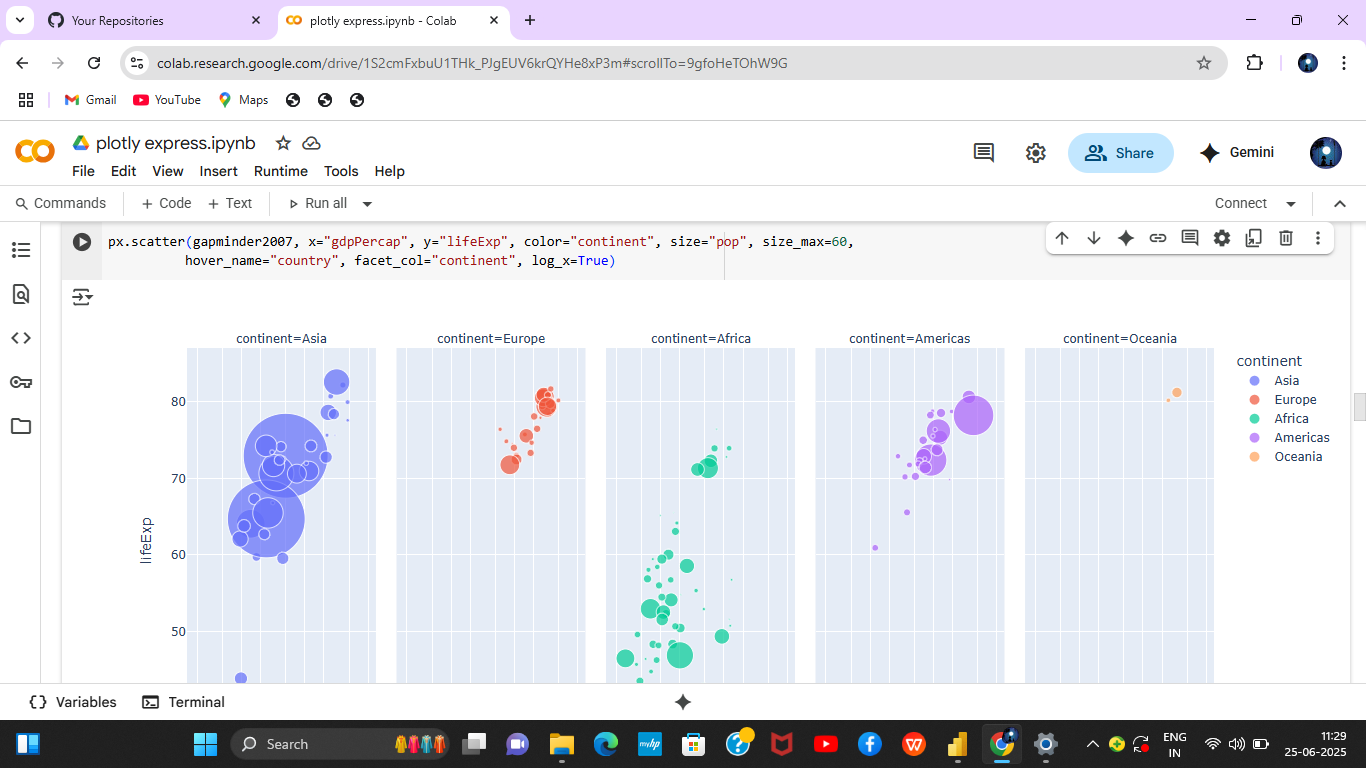 Your Repositories
plotly express.ipynb - Colab
colab.research.google.com/drive/1S2cmFxbuU1THk_PJgEUV6krQYHe8xP3m#scrollTo=9gfoHeTOhW9G
Gmail YouTube Maps
plotly express.ipynb
File Edit View Insert Runtime Tools Help
Share
Gemini
Commands + Code + Text Run all
Connect
px.scatter(gapminder2007, x="gdpPercap", y="lifeExp", color="continent", size="pop", size_max=60,
hover_name="country", facet_col="continent", log_x=True)
continent=Asia continent=Europe continent=Africa continent=Americas continent=Oceania
continent
Asia
Europe
Africa
Americas
Oceania
80
70
lifeExp
60
50
Variables Terminal
Search
myhp
ENG
IN
11:29
25-06-2025